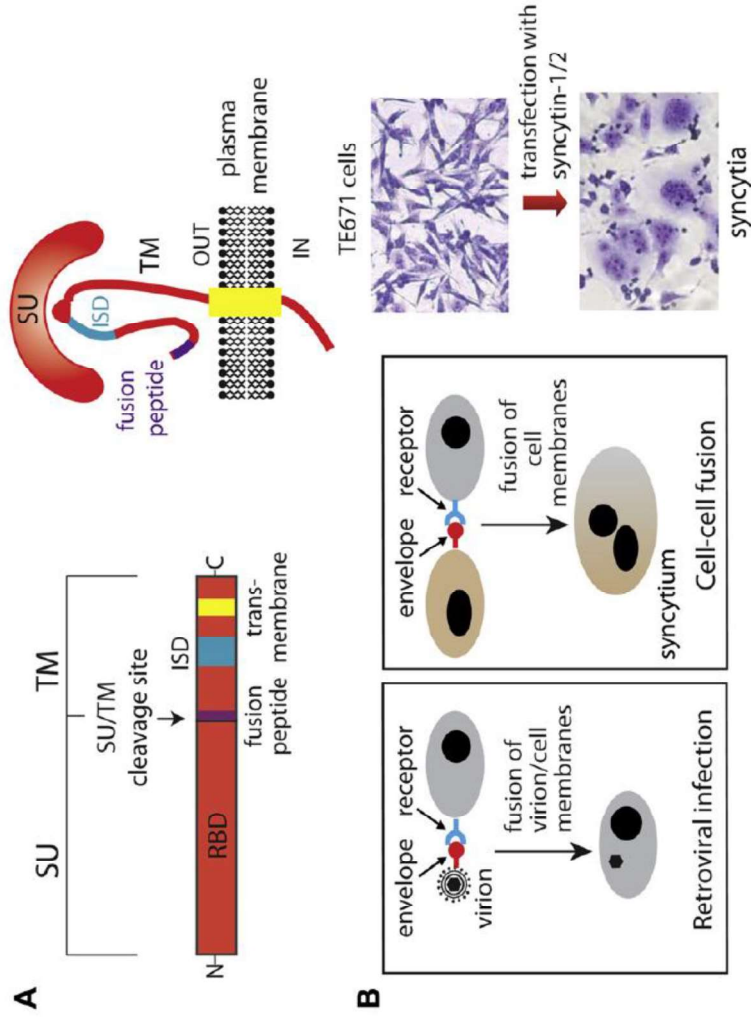 A
SU
TM
SU/TM
cleavage site
ISD
N
RBD
C
fusion
peptide
trans-
membrane
SU
ISD
fusion
peptide
TM
OUT
plasma
membrane
IN
B
envelope
receptor
virion
fusion of
virion/cell
membranes
Retroviral infection
envelope
receptor
fusion of
cell
membranes
syncytium
Cell-cell fusion
TE671 cells
transfection with
syncytin-1/2
syncytia